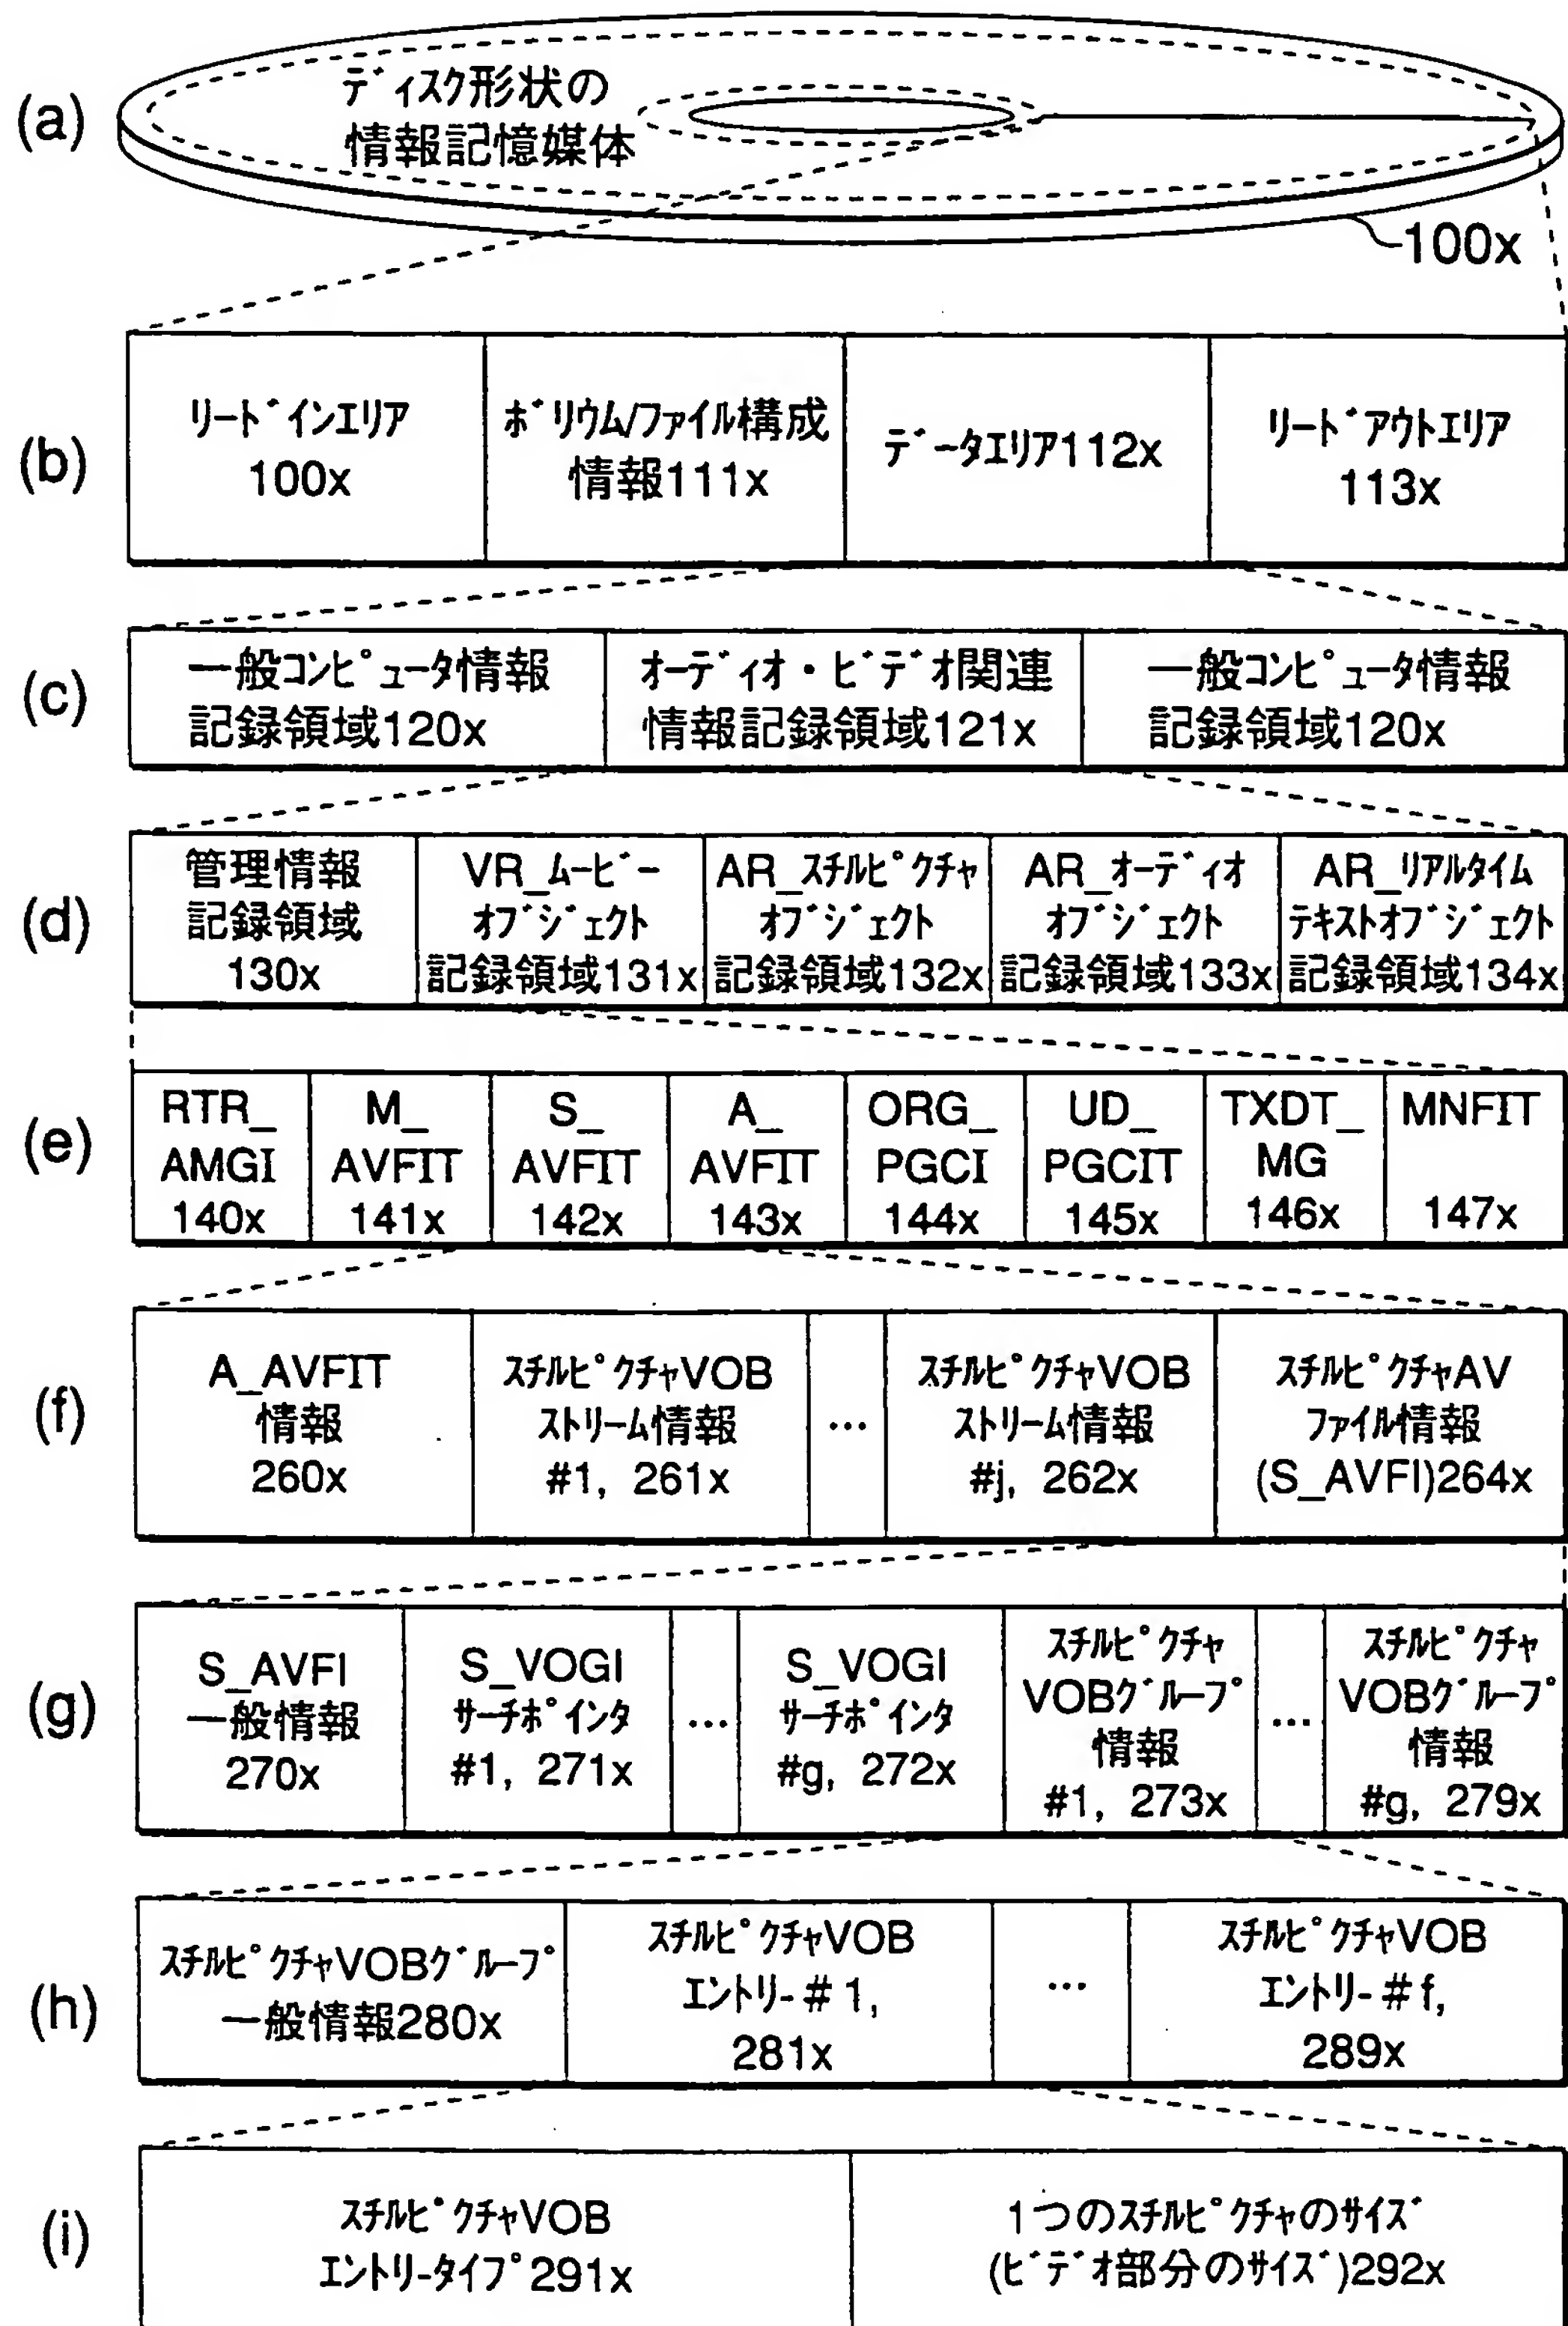 (a)
ディスク形状の
情報記憶媒体
100x
(b)
リードインエリア
100x
ボリウム/ファイル構成
情報111x
データエリア112x
リードアウトエリア
113x
(c)
一般コンピュータ情報
記録領域120x
オーディオ・ビデオ関連
情報記録領域121x
一般コンピュータ情報
記録領域120x
(d)
管理情報
記録領域
130x
VR_ムービー
オブジェクト
記録領域131x
AR_スチルピクチャ
オブジェクト
記録領域132x
AR_オーディオ
オブジェクト
記録領域133x
AR_リアルタイム
テキストオブジェクト
記録領域134x
(e)
RTR_
AMGI
140x
M_
AVFIT
141x
S_
AVFIT
142x
A_
AVFIT
143x
ORG_
PGCI
144x
UD_
PGCIT
145x
TXDT_
MG
146x
MNFIT
147x
(f)
A_AVFIT
情報
260x
スチルピクチャVOB
ストリーム情報
#1, 261x
…
スチルピクチャVOB
ストリーム情報
#j, 262x
スチルピクチャAV
ファイル情報
(S_AVFI)264x
(g)
S_AVFI
一般情報
270x
S_VOGI
サーチポインタ
#1, 271x
…
S_VOGI
サーチポインタ
#g, 272x
スチルピクチャ
VOBグループ
情報
#1, 273x
…
スチルピクチャ
VOBグループ
情報
#g, 279x
(h)
スチルピクチャVOBグループ
一般情報280x
スチルピクチャVOB
エントリー#1,
281x
…
スチルピクチャVOB
エントリー#f,
289x
(i)
スチルピクチャVOB
エントリータイプ291x
1つのスチルピクチャのサイズ
(ビデオ部分のサイズ)292x